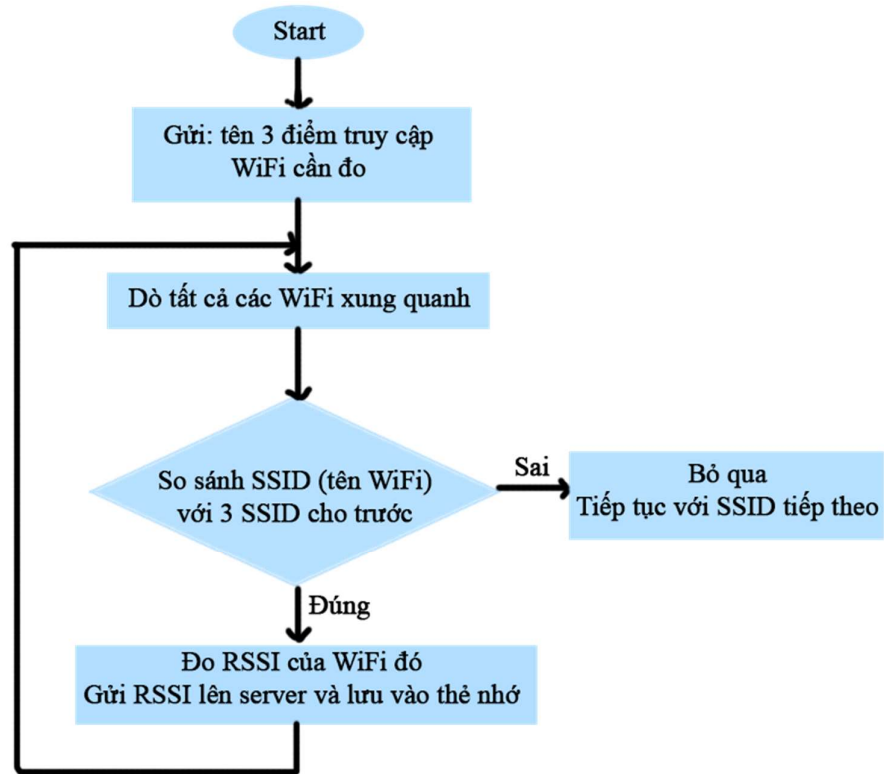 Start
Gửi: tên 3 điểm truy cập
WiFi cần đo
Dò tất cả các WiFi xung quanh
So sánh SSID (tên WiFi)
với 3 SSID cho trước
Sai
Bỏ qua
Tiếp tục với SSID tiếp theo
Đúng
Đo RSSI của WiFi đó
Gửi RSSI lên server và lưu vào thẻ nhớ